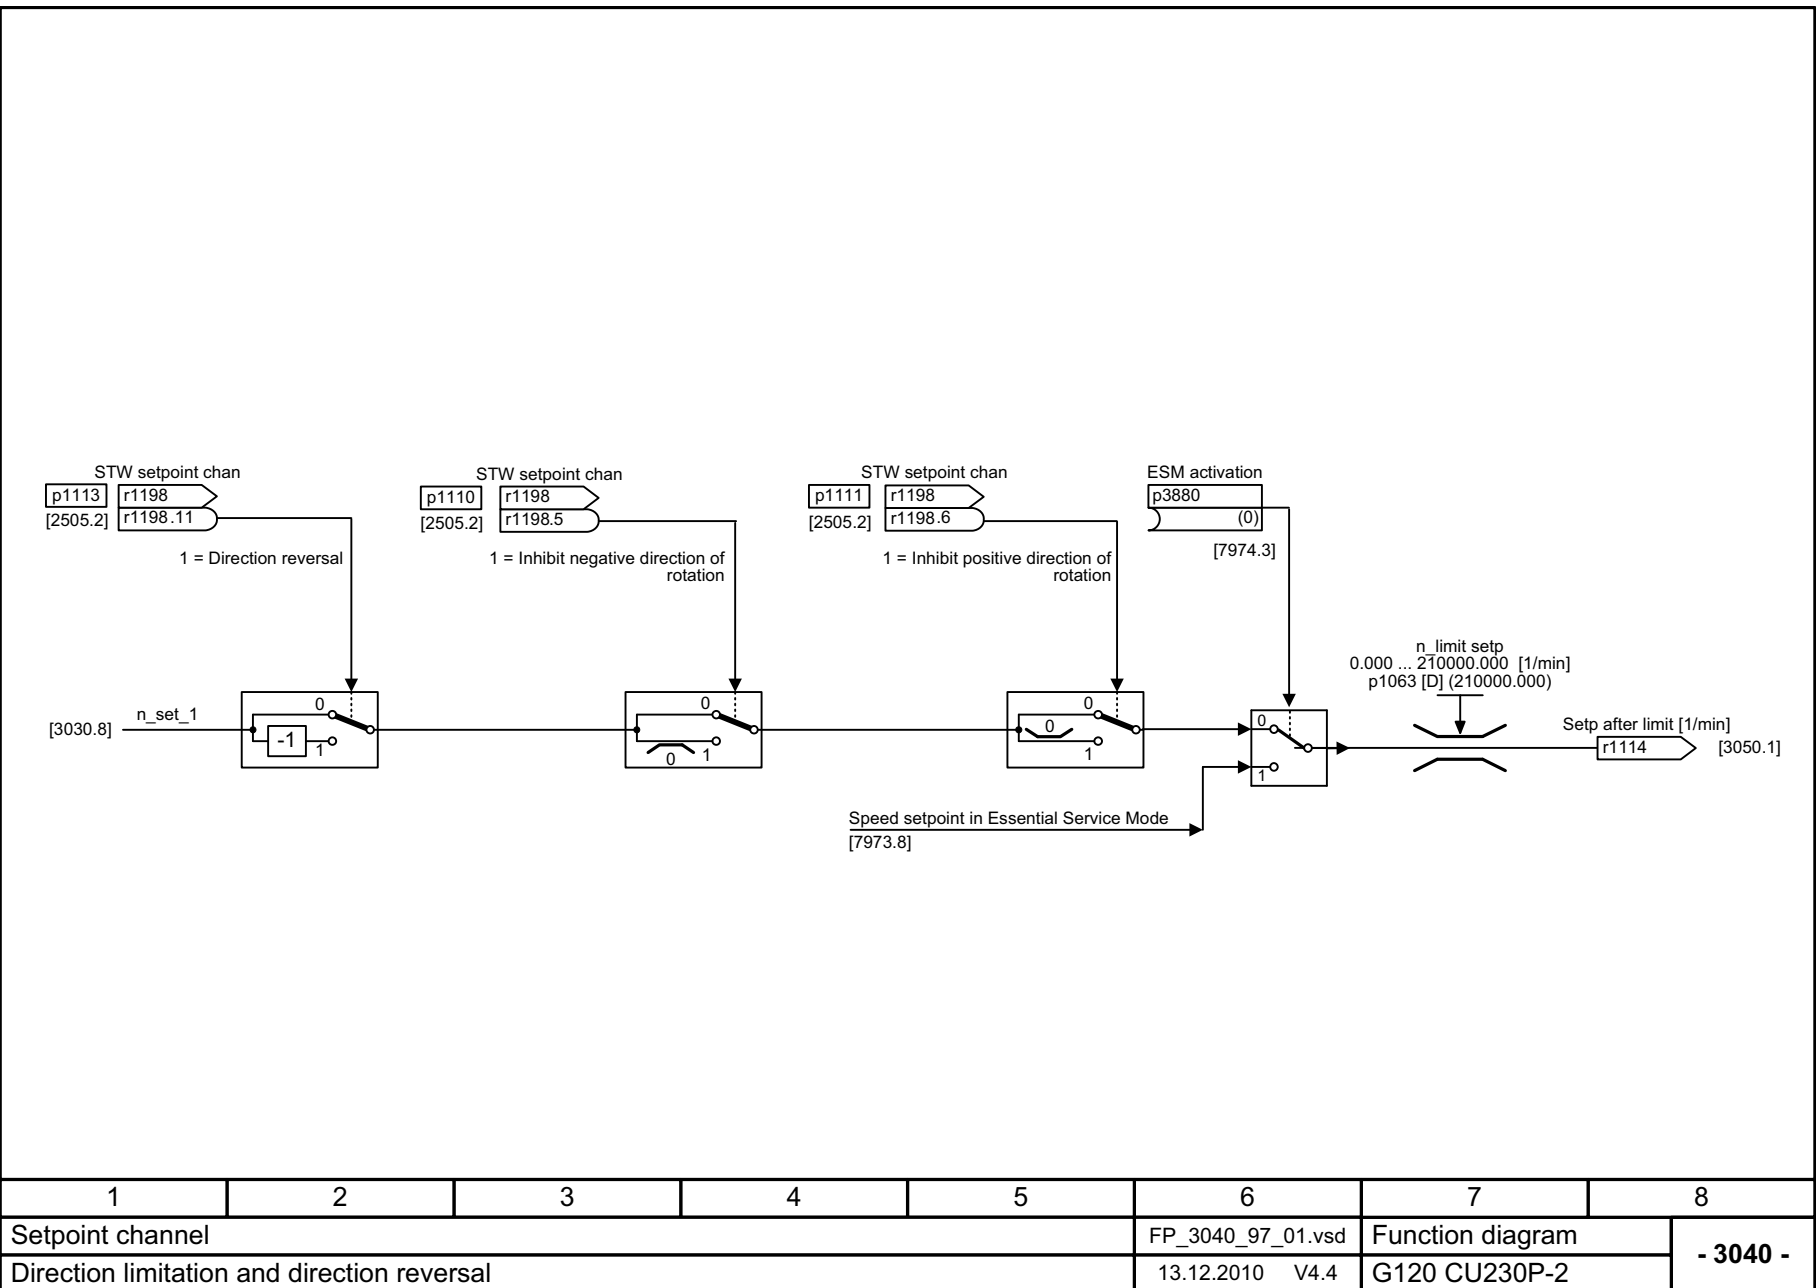 STW setpoint chan
p1113
r1198
[2505.2]
r1198.11
1 = Direction reversal
STW setpoint chan
p1110
r1198
[2505.2]
r1198.5
1 = Inhibit negative direction of
rotation
STW setpoint chan
p1111
r1198
[2505.2]
r1198.6
1 = Inhibit positive direction of
rotation
ESM activation
p3880
(0)
[7974.3]
n_limit setp
0.000 ... 210000.000 [1/min]
p1063 [D] (210000.000)
[3030.8]
n_set_1
0
-1
1
0
0
1
0
0
1
0
1
Setp after limit [1/min]
r1114
[3050.1]
Speed setpoint in Essential Service Mode
[7973.8]
1 2 3 4 5 6 7 8
Setpoint channel
FP_3040_97_01.vsd
Function diagram
- 3040 -
Direction limitation and direction reversal
13.12.2010 V4.4
G120 CU230P-2